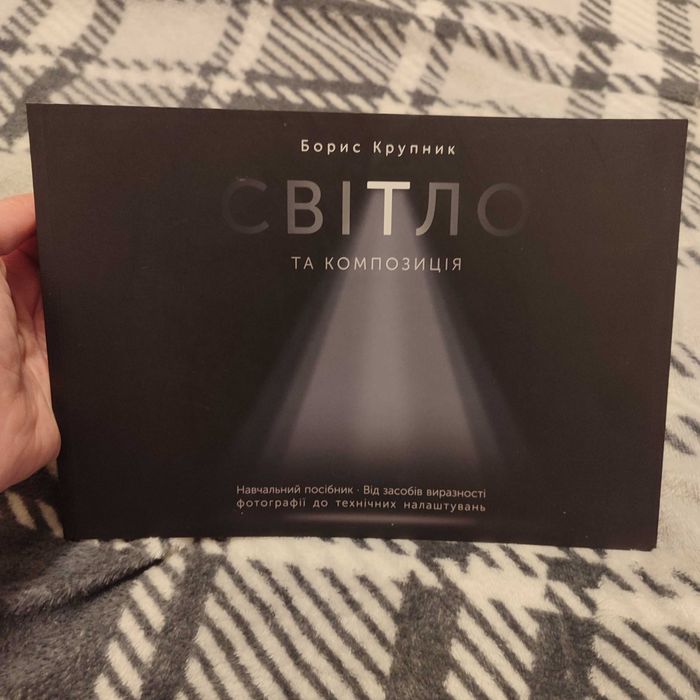 Борис Крупник
СВІТЛО
ТА КОМПОЗИЦІЯ
Навчальний посібник · Від засобів виразності
фотографії до технічних налаштувань